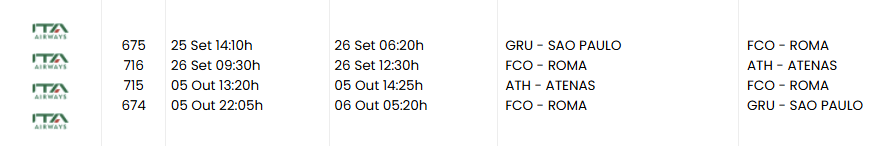 ITA
AIRWAYS
ITA
AIRWAYS
ITA
AIRWAYS
ITA
AIRWAYS
675 25 Set 14:10h 26 Set 06:20h GRU - SAO PAULO FCO - ROMA
716 26 Set 09:30h 26 Set 12:30h FCO - ROMA ATH - ATENAS
715 05 Out 13:20h 05 Out 14:25h ATH - ATENAS FCO - ROMA
674 05 Out 22:05h 06 Out 05:20h FCO - ROMA GRU - SAO PAULO